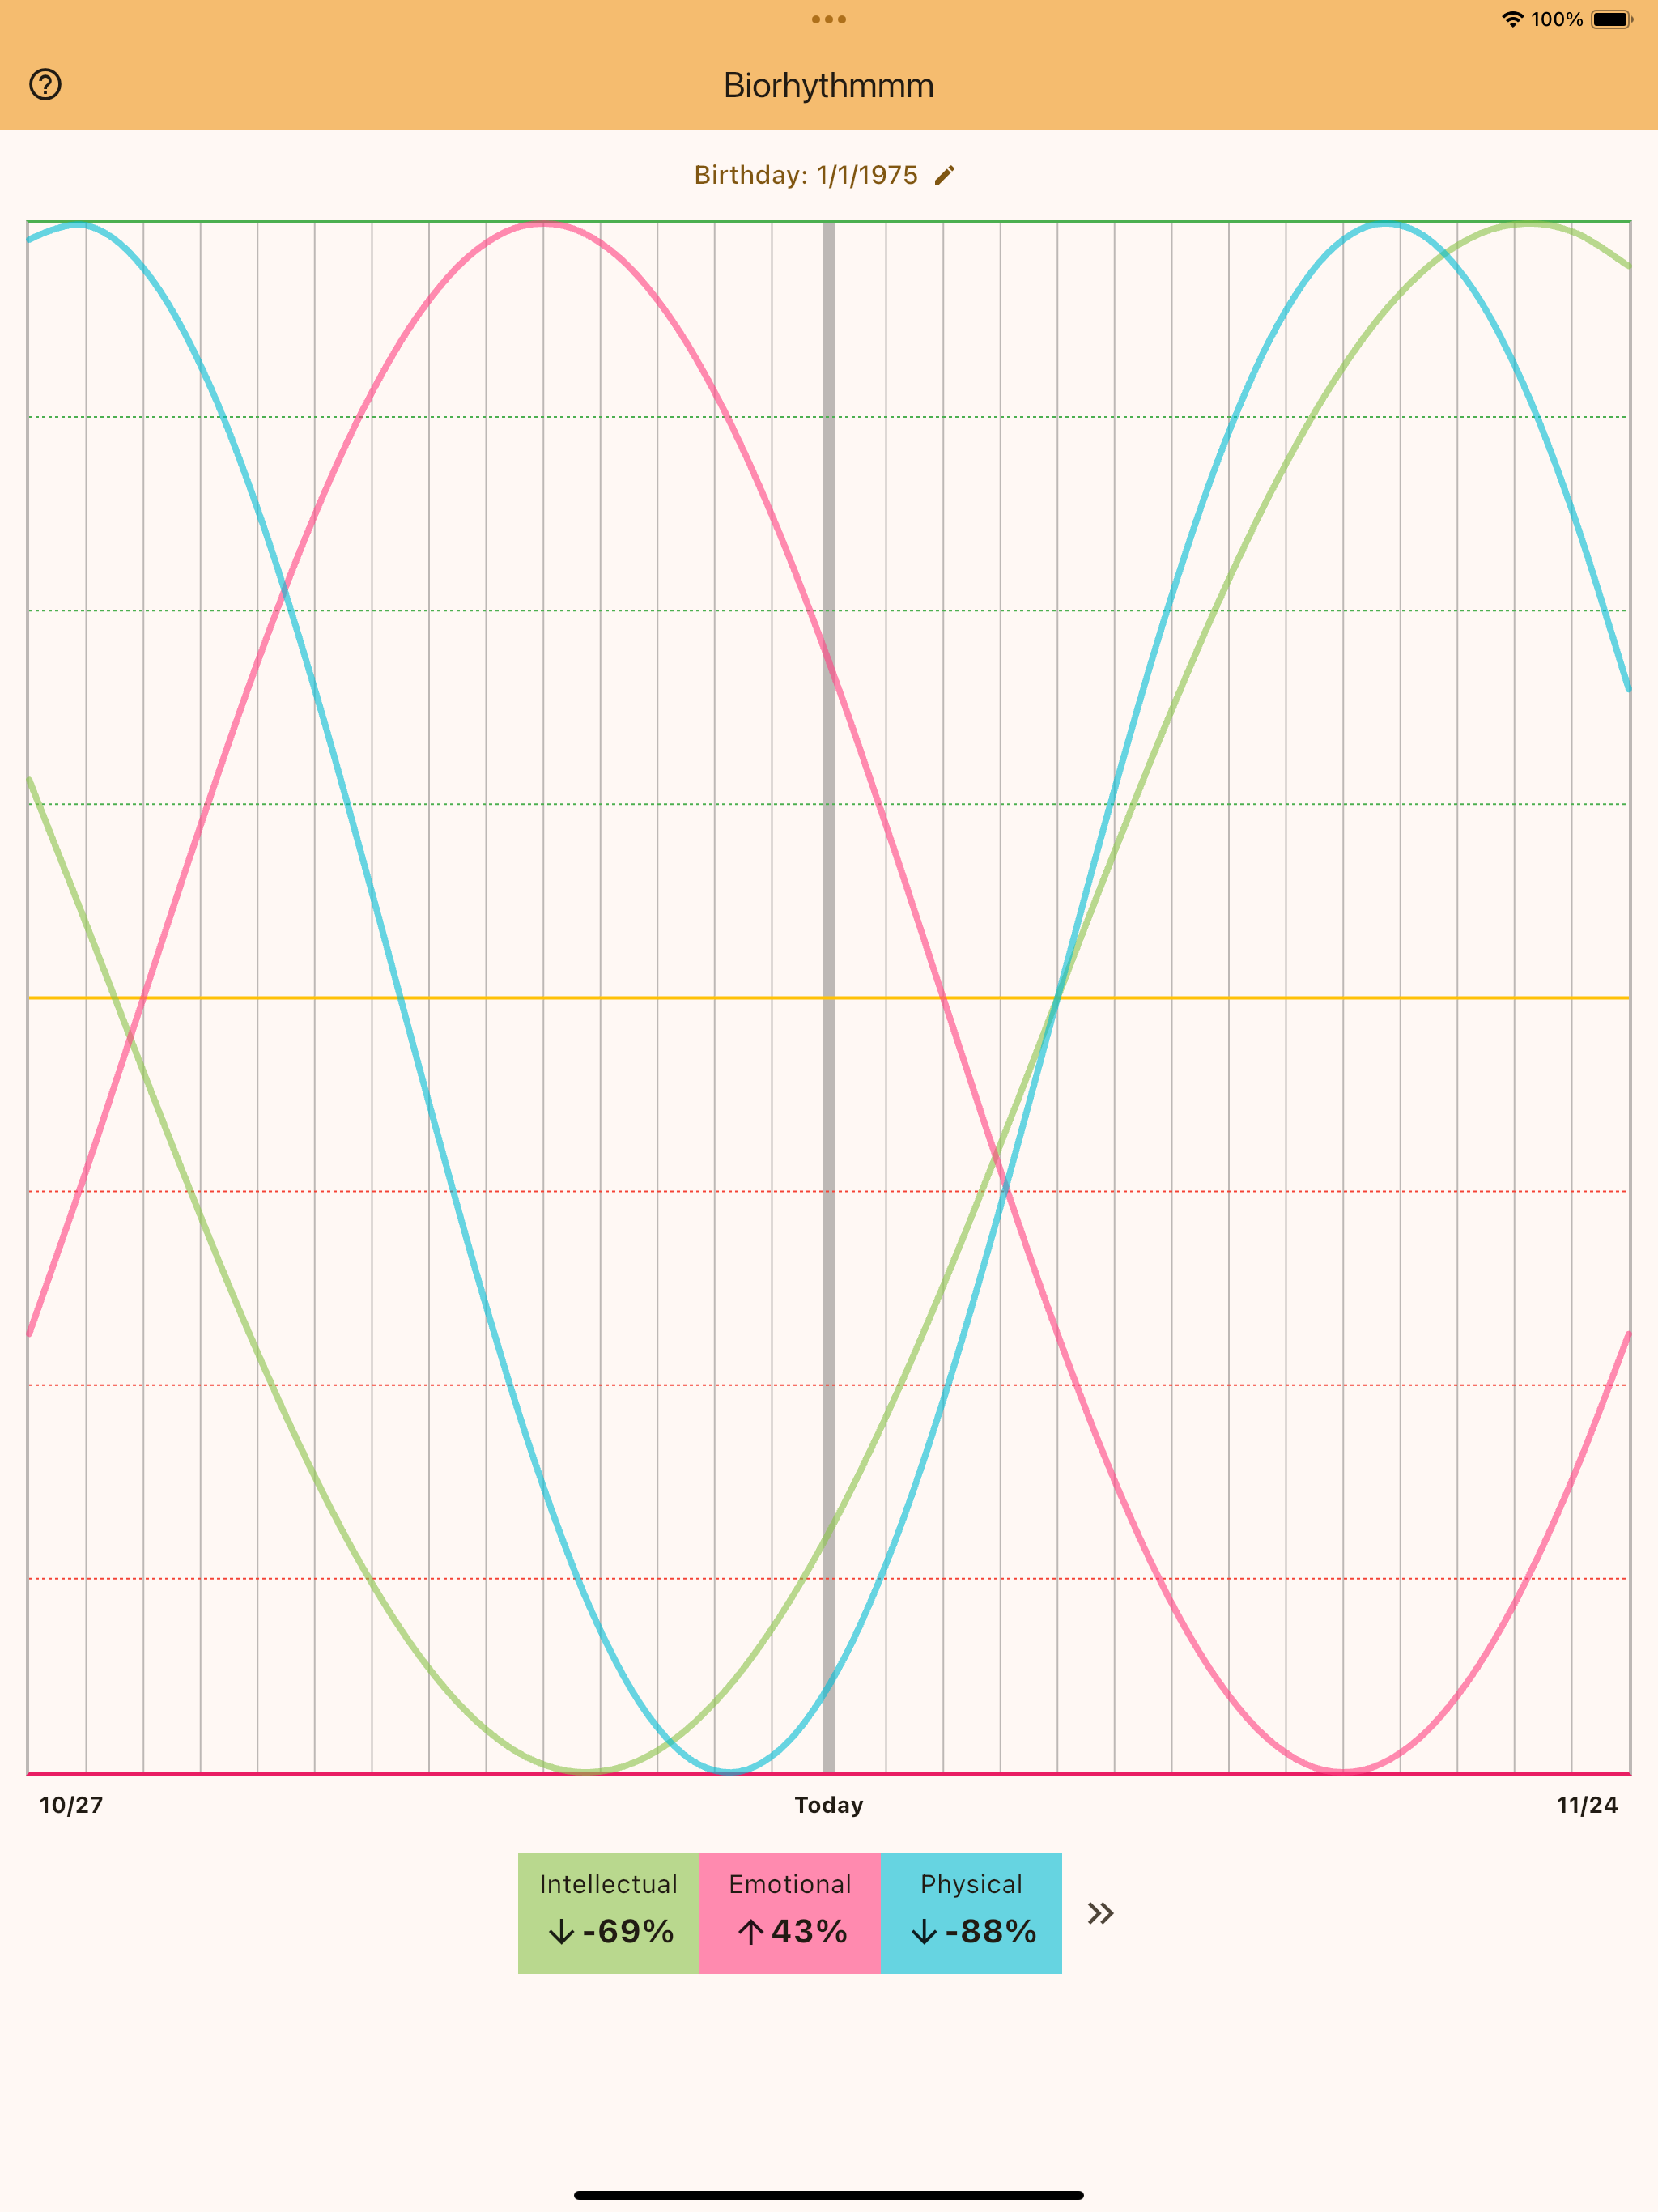 100%
Biorhythmmm
Birthday: 1/1/1975
10/27 Today 11/24
Intellectual Emotional Physical
↓ -69% ↑ 43% ↓ -88%